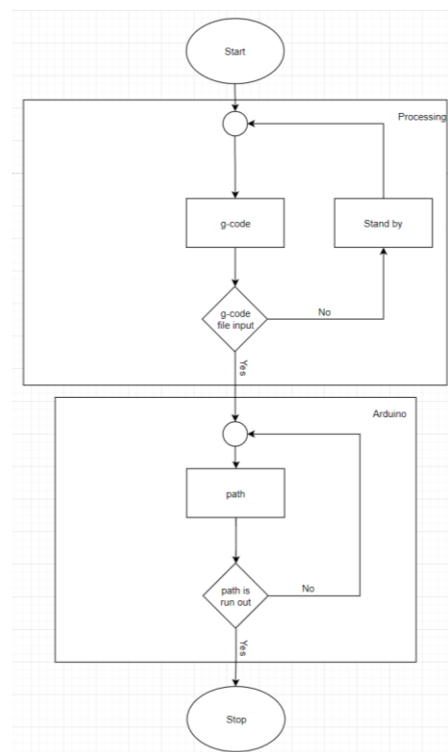 Start
Processing
g-code
Stand by
g-code
file input
No
Yes
Arduino
path
path is
run out
No
Yes
Stop